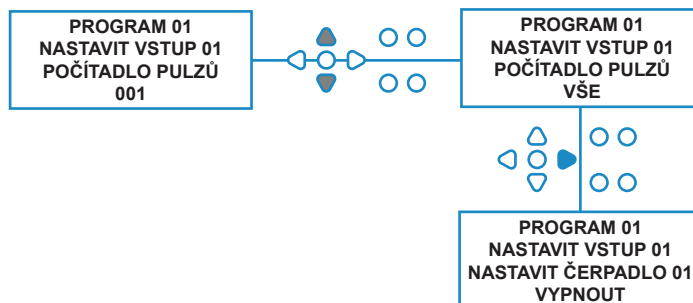 PROGRAM 01
NASTAVIT VSTUP 01
POČÍTADLO PULZŮ
001
PROGRAM 01
NASTAVIT VSTUP 01
POČÍTADLO PULZŮ
VŠE
PROGRAM 01
NASTAVIT VSTUP 01
NASTAVIT ČERPADLO 01
VYPNOUT